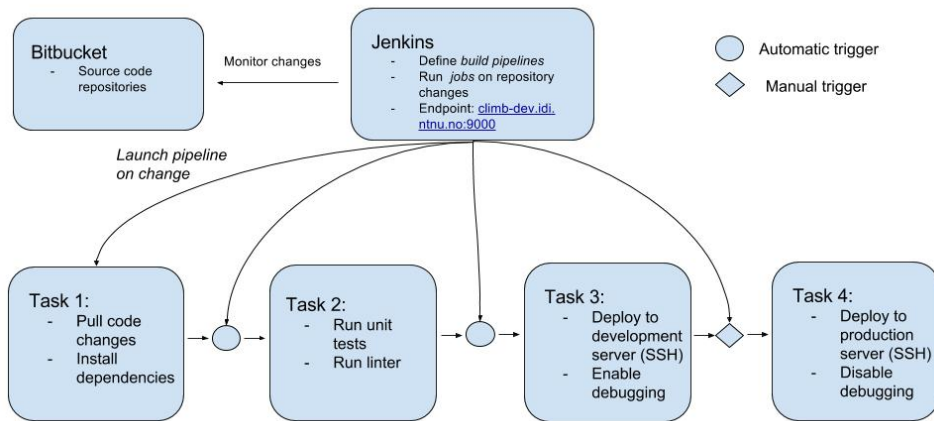 Bitbucket
- Source code
repositories
Monitor changes
Jenkins
- Define build pipelines
- Run jobs on repository
changes
- Endpoint: climb-dev.idi.
ntnu.no:9000
Automatic trigger
Manual trigger
Launch pipeline
on change
Task 1:
- Pull code
changes
- Install
dependencies
Task 2:
- Run unit
tests
- Run linter
Task 3:
- Deploy to
development
server (SSH)
- Enable
debugging
Task 4:
- Deploy to
production
server (SSH)
- Disable
debugging